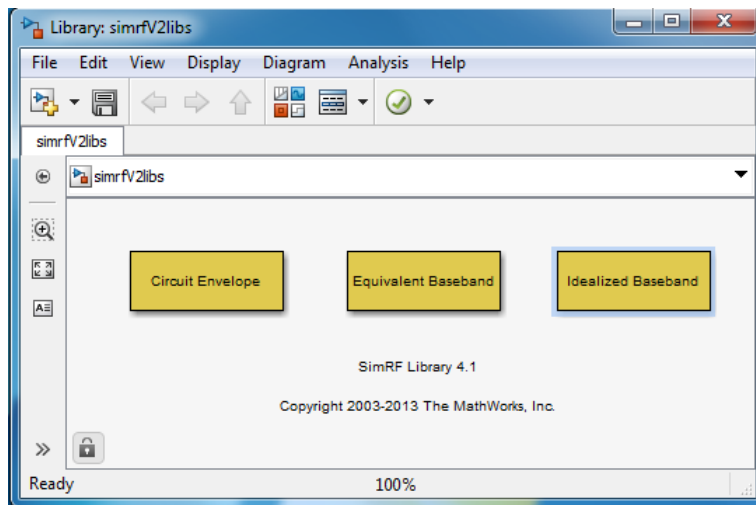 Library: simrfV2libs
File Edit View Display Diagram Analysis Help
simrfV2libs
simrfV2libs
Circuit Envelope Equivalent Baseband Idealized Baseband
SimRF Library 4.1
Copyright 2003-2013 The MathWorks, Inc.
Ready 100%